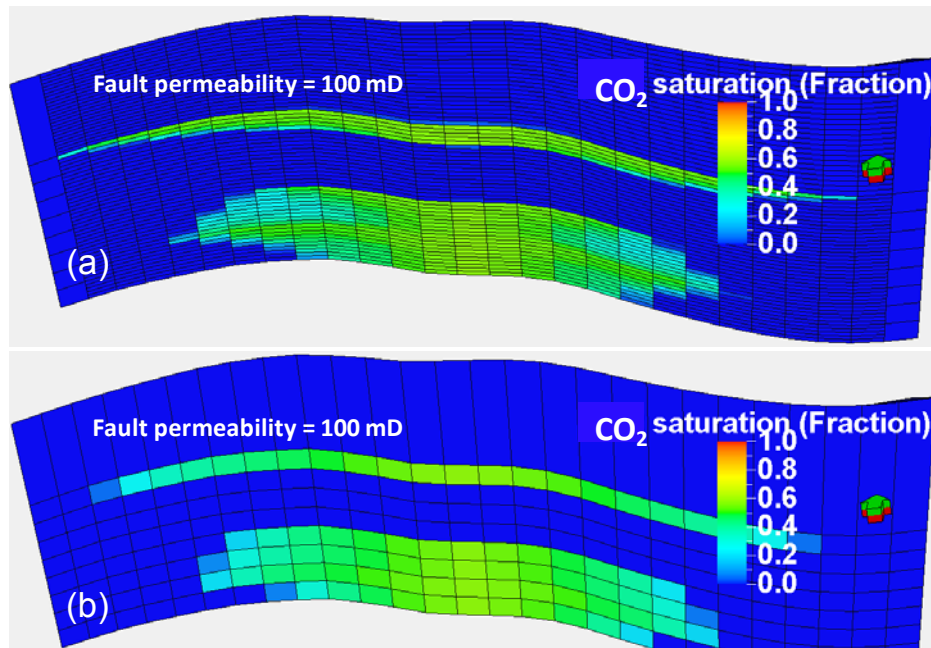 Fault permeability = 100 mD
CO2 saturation (Fraction)
1.0
0.8
0.6
0.4
0.2
0.0
(a)
Fault permeability = 100 mD
CO2 saturation (Fraction)
1.0
0.8
0.6
0.4
0.2
0.0
(b)